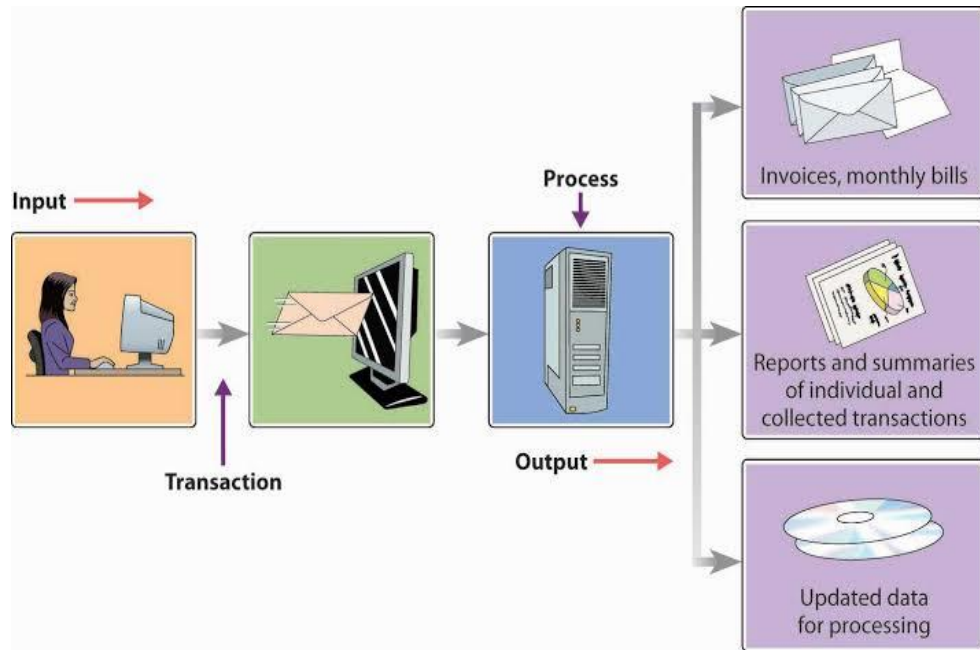 Input
Transaction
Process
Output
Invoices, monthly bills
Reports and summaries
of individual and
collected transactions
Updated data
for processing